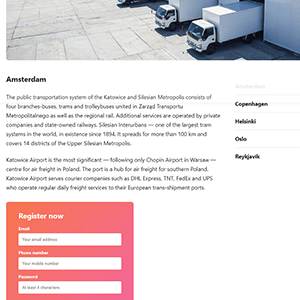 Amsterdam
Amsterdam
The public transportation system of the Katowice and Silesian Metropolis consists of
four branches-buses, trams and trolleybuses united in Zarząd Transportu
Metropolitalnego as well as the regional rail. Additional services are operated by private
companies and state-owned railways. Silesian Interurbans — one of the largest tram
systems in the world, in existence since 1894. It spreads for more than 100 km and
covers 14 districts of the Upper Silesian Metropolis.
Copenhagen
Helsinki
Oslo
Reykjavik
Katowice Airport is the most significant — following only Chopin Airport in Warsaw —
centre for air freight in Poland. The port is a hub for air freight for southern Poland.
Katowice Airport serves courier companies such as DHL Express, TNT, FedEx and UPS
who operate regular daily freight services to their European trans-shipment ports.
Register now
Email
Your email address
Phone number
Your mobile number
Password
At least 8 characters